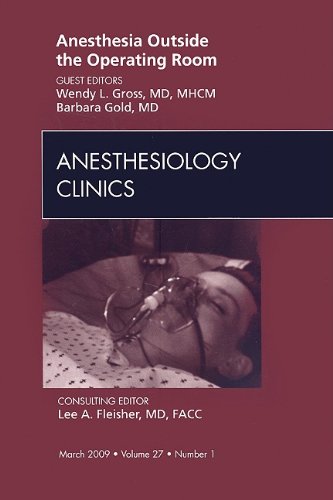 Anesthesia Outside
the Operating Room
GUEST EDITORS
Wendy L. Gross, MD, MHCM
Barbara Gold, MD
ANESTHESIOLOGY
CLINICS
CONSULTING EDITOR
Lee A. Fleisher, MD, FACC
March 2009 • Volume 27 • Number 1